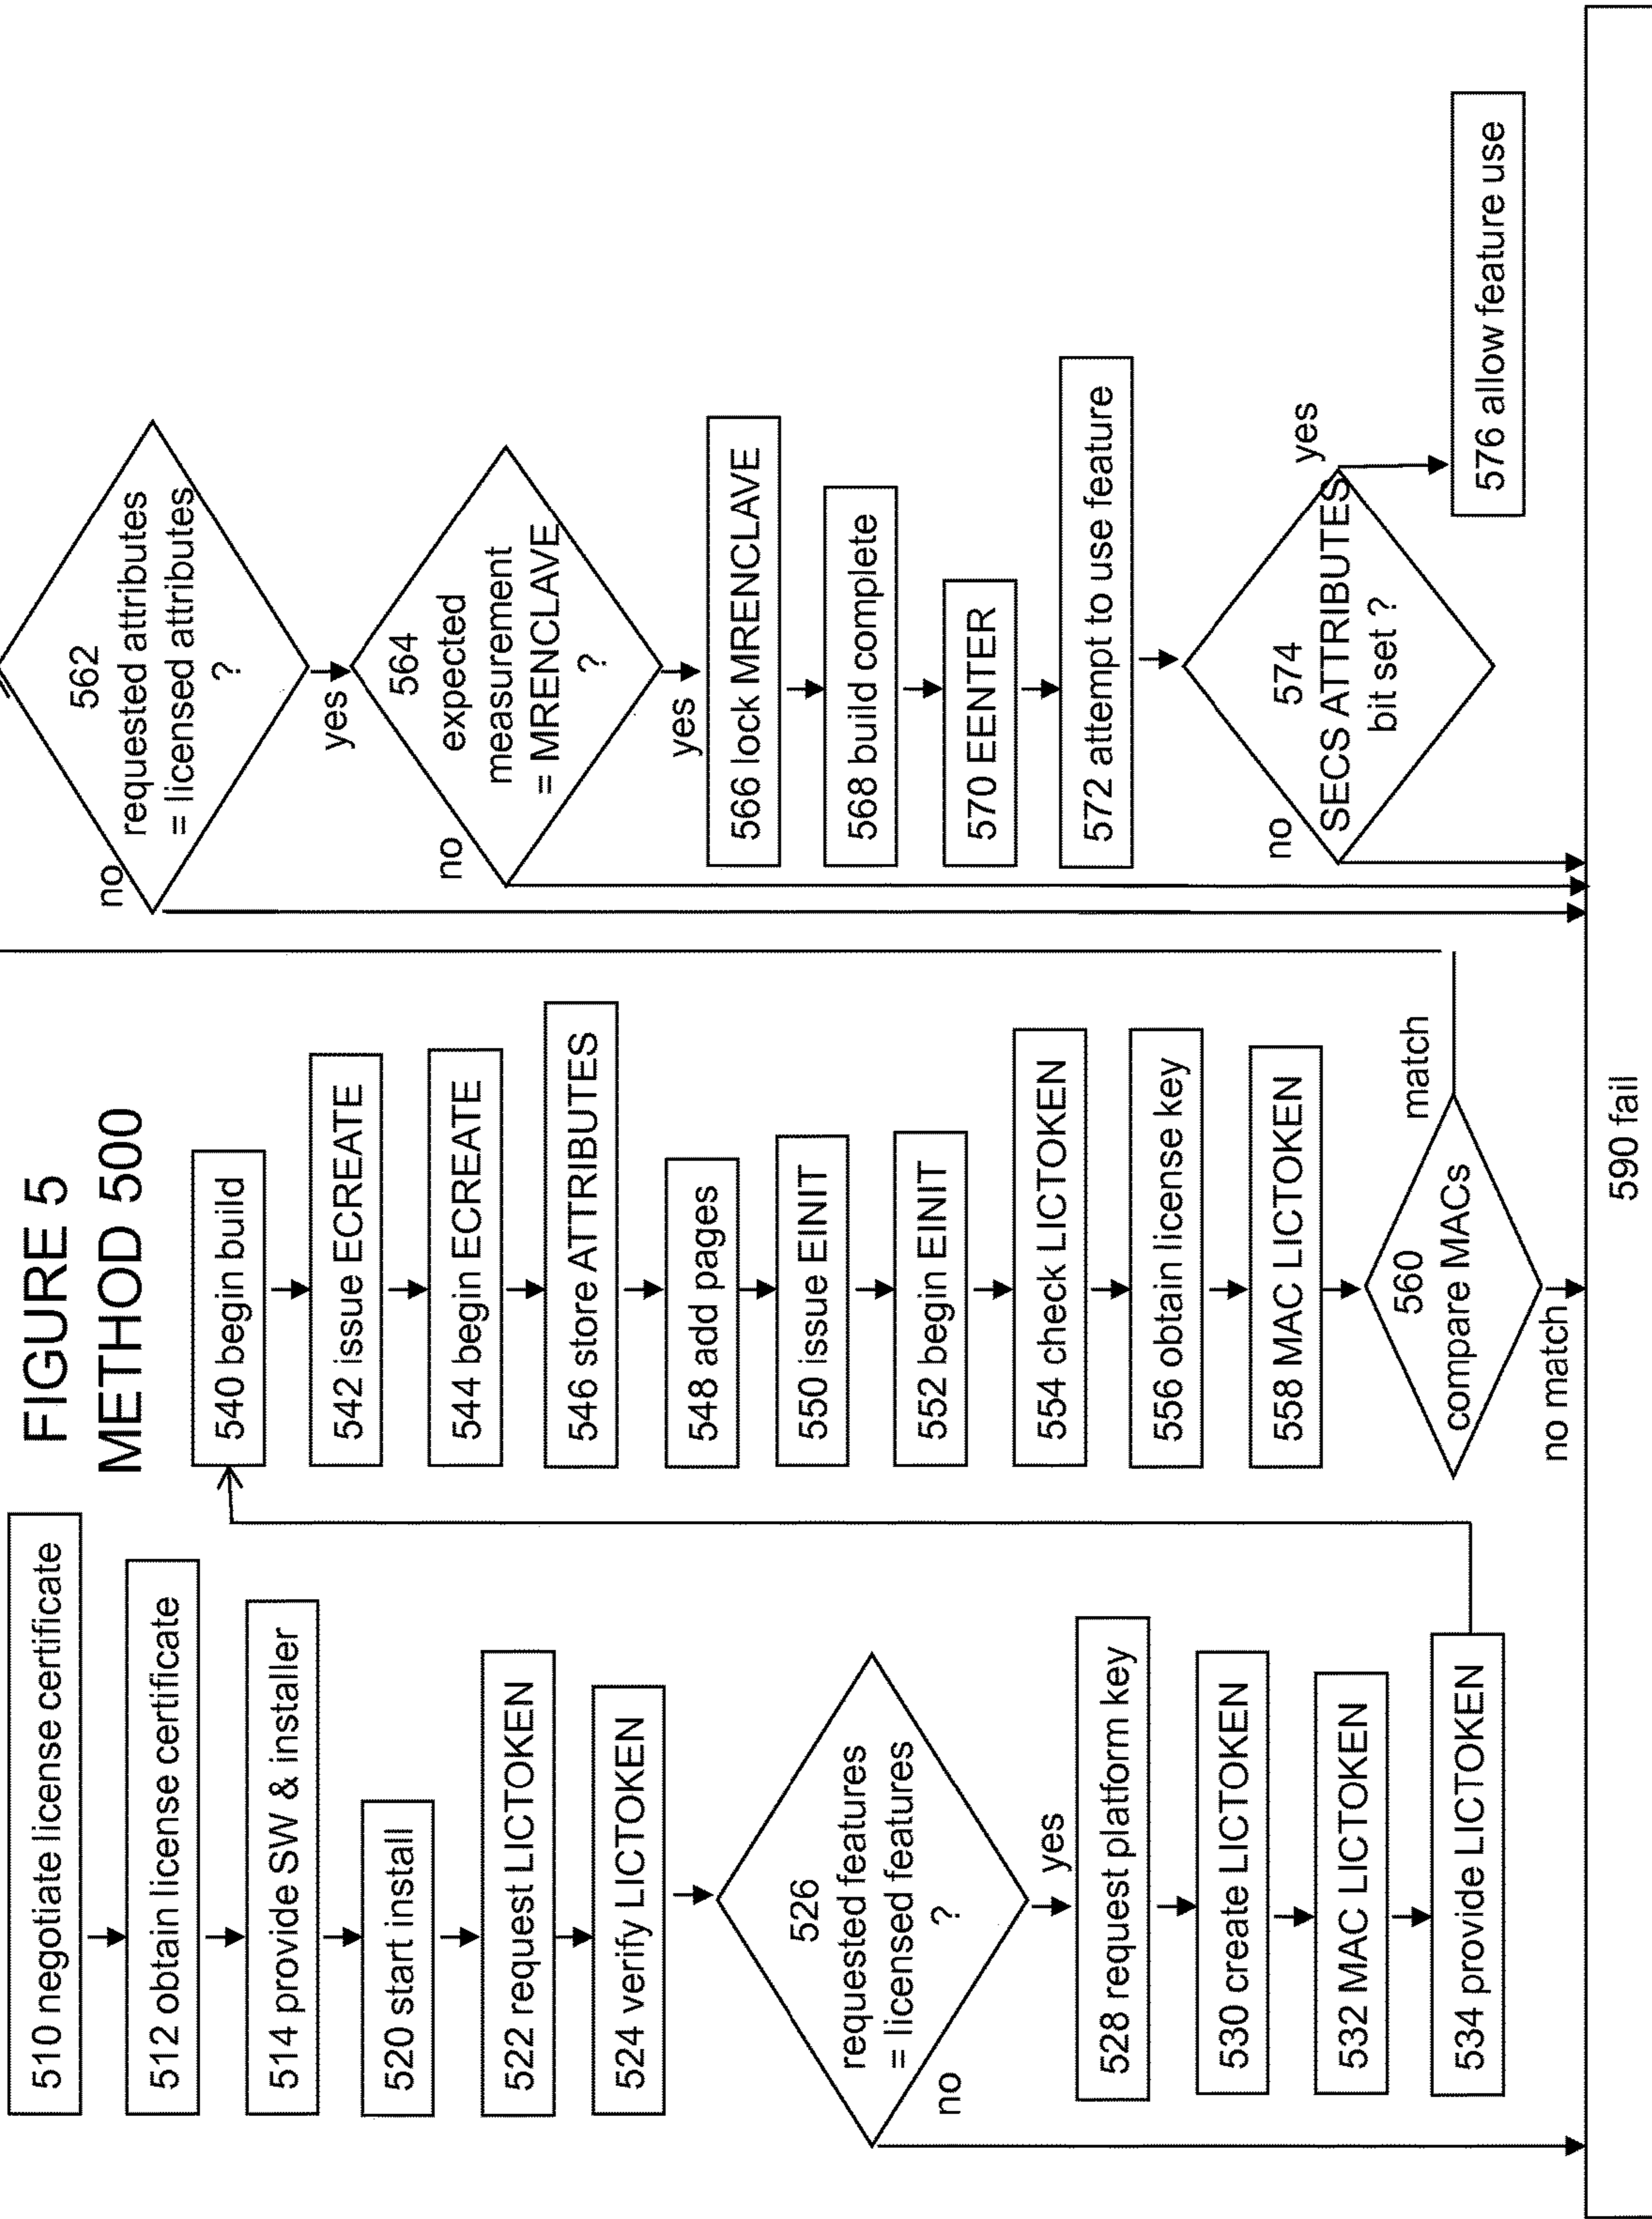 FIGURE 5
METHOD 500
510 negotiate license certificate
512 obtain license certificate
514 provide SW & installer
520 start install
522 request LICTOKEN
524 verify LICTOKEN
526
requested features
= licensed features
?
no
yes
528 request platform key
530 create LICTOKEN
532 MAC LICTOKEN
534 provide LICTOKEN
540 begin build
542 issue ECREATE
544 begin ECREATE
546 store ATTRIBUTES
548 add pages
550 issue EINIT
552 begin EINIT
554 check LICTOKEN
556 obtain license key
558 MAC LICTOKEN
560
compare MACs
match
no match
562
requested attributes
= licensed attributes
?
no
yes
564
expected
measurement
= MRENCLAVE
?
no
yes
566 lock MRENCLAVE
568 build complete
570 EENTER
572 attempt to use feature
574
SECS ATTRIBUTES
bit set ?
no
yes
576 allow feature use
590 fail